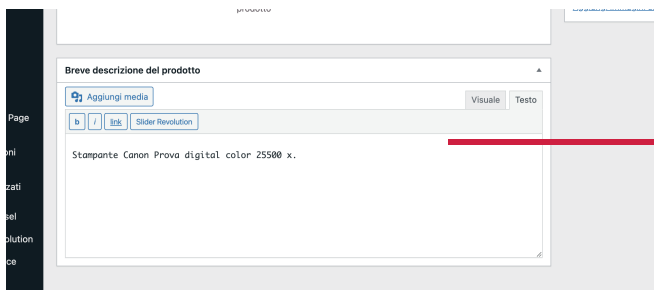 prodotto
Breve descrizione del prodotto
Aggiungi media
Visuale
Testo
b
i
link
Slider Revolution
Stampante Canon Prova digital color 25500 x.
Page
oni
zati
sel
olution
ce